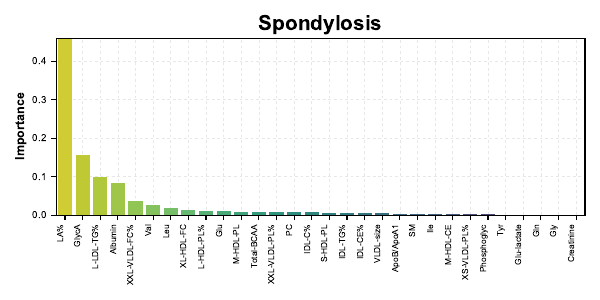 Spondylosis
Importance
0.4
0.3
0.2
0.1
0.0
LA%
GlycA
L-LDL-TG%
Albumin
XXL-VLDL-FC%
Val
Leu
XL-HDL-FC
L-HDL-PL%
Glu
M-HDL-PL
Total-BCAA
XXL-VLDL-PL%
PC
IDL-C%
S-HDL-PL
IDL-TG%
IDL-CE%
VLDL-size
ApoB/ApoA1
SM
Ile
M-HDL-CE
XS-VLDL-PL%
Phosphoglyc
Tyr
Glu-lactate
Gln
Gly
Creatinine